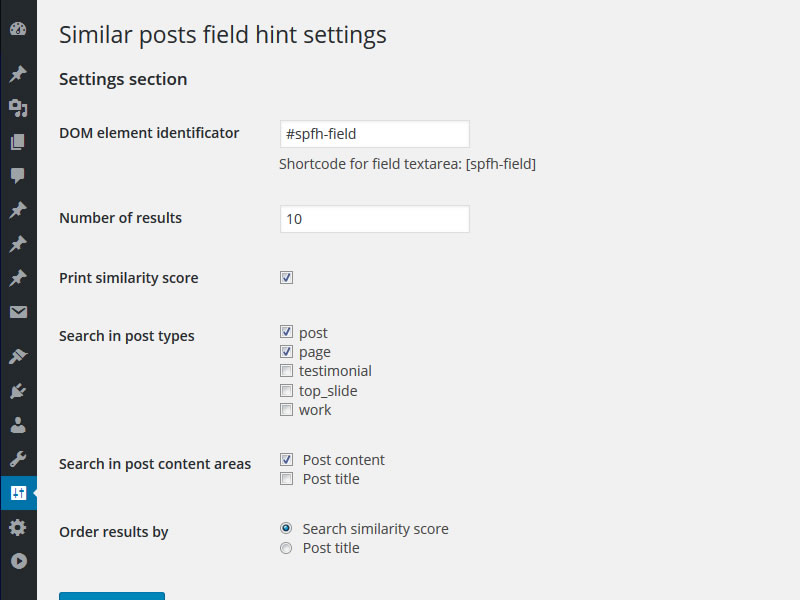 Similar posts field hint settings
Settings section
DOM element identificator
#spfh-field
Shortcode for field textarea: [spfh-field]
Number of results
10
Print similarity score
Search in post types
post
page
testimonial
top_slide
work
Search in post content areas
Post content
Post title
Order results by
Search similarity score
Post title